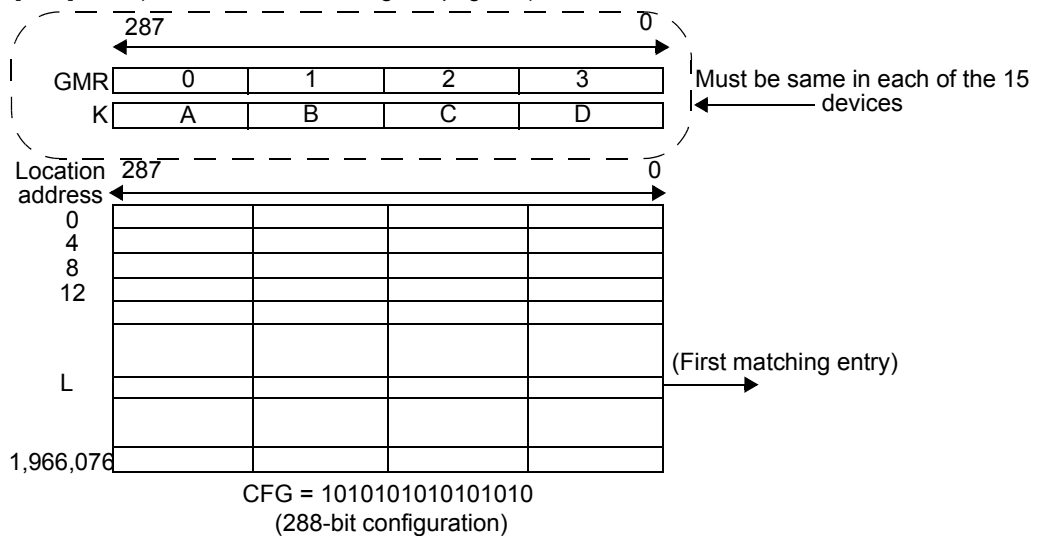 287 0
GMR 0 1 2 3
K A B C D
Must be same in each of the 15
devices
Location 287 0
address
0
4
8
12
L
(First matching entry)
1,966,076
CFG = 1010101010101010
(288-bit configuration)